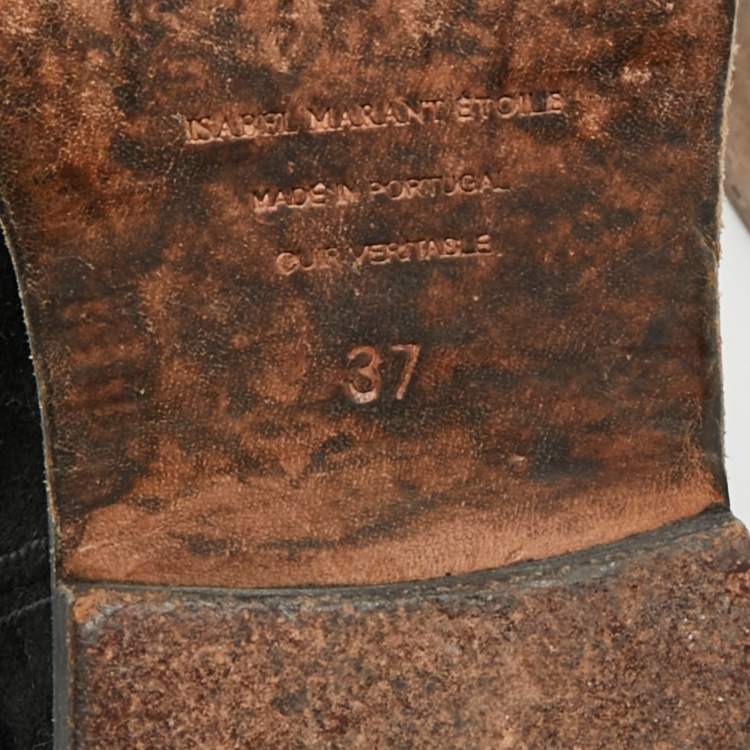 ISABEL MARANT ÉTOILE
MADE IN PORTUGAL
CUIR VERITABLE
37